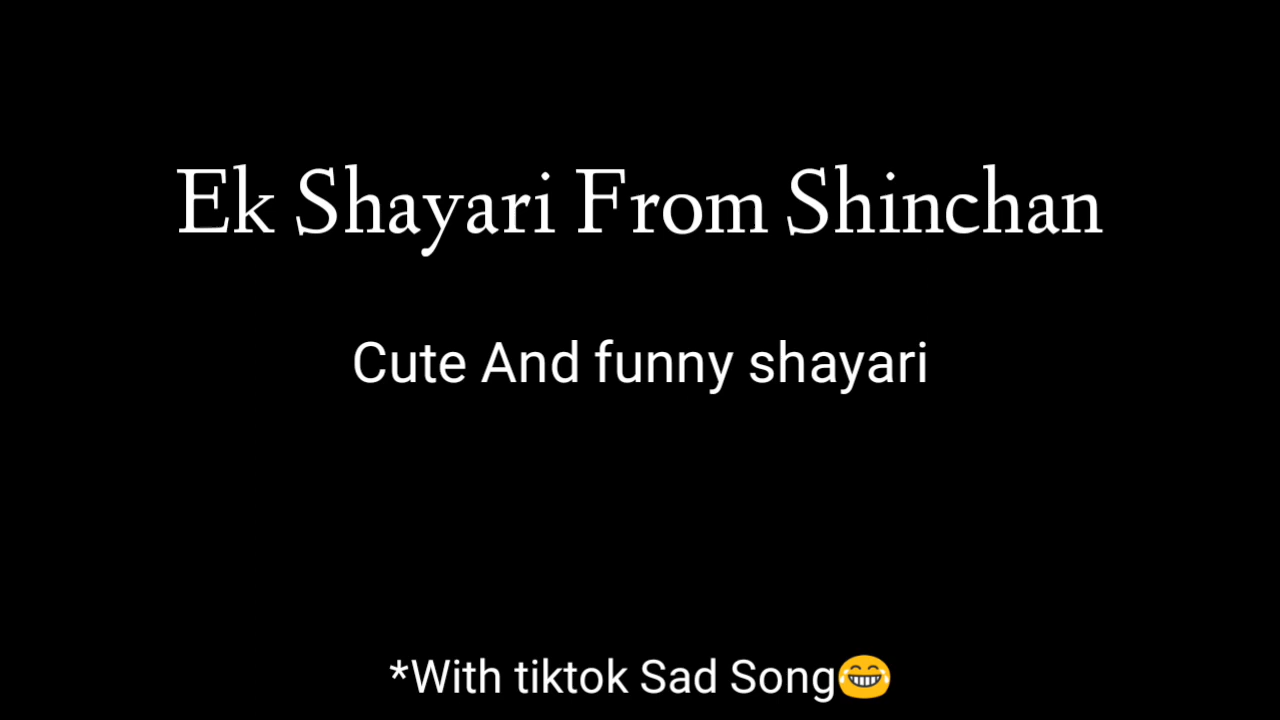 Ek Shayari From Shinchan
Cute And funny shayari
*With tiktok Sad Song😂